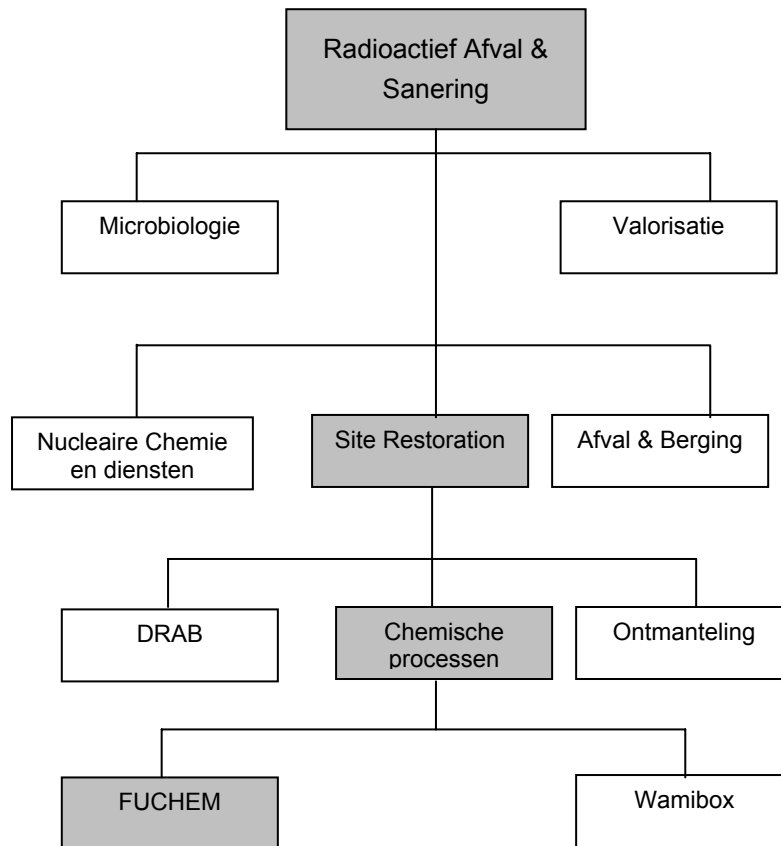 Radioactief Afval &
Sanering
Microbiologie
Valorisatie
Nucleaire Chemie
en diensten
Site Restoration
Afval & Berging
DRAB
Chemische
processen
Ontmanteling
FUCHEM
Wamibox